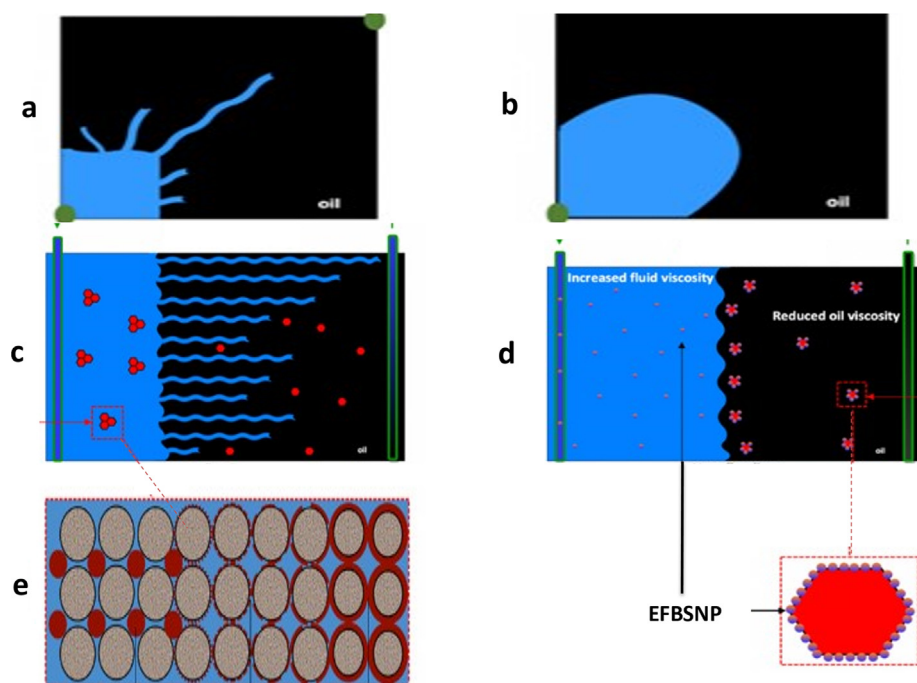 a
oil
b
oil
c
oil
d
Increased fluid viscosity
Reduced oil viscosity
oil
e
EFBSNP